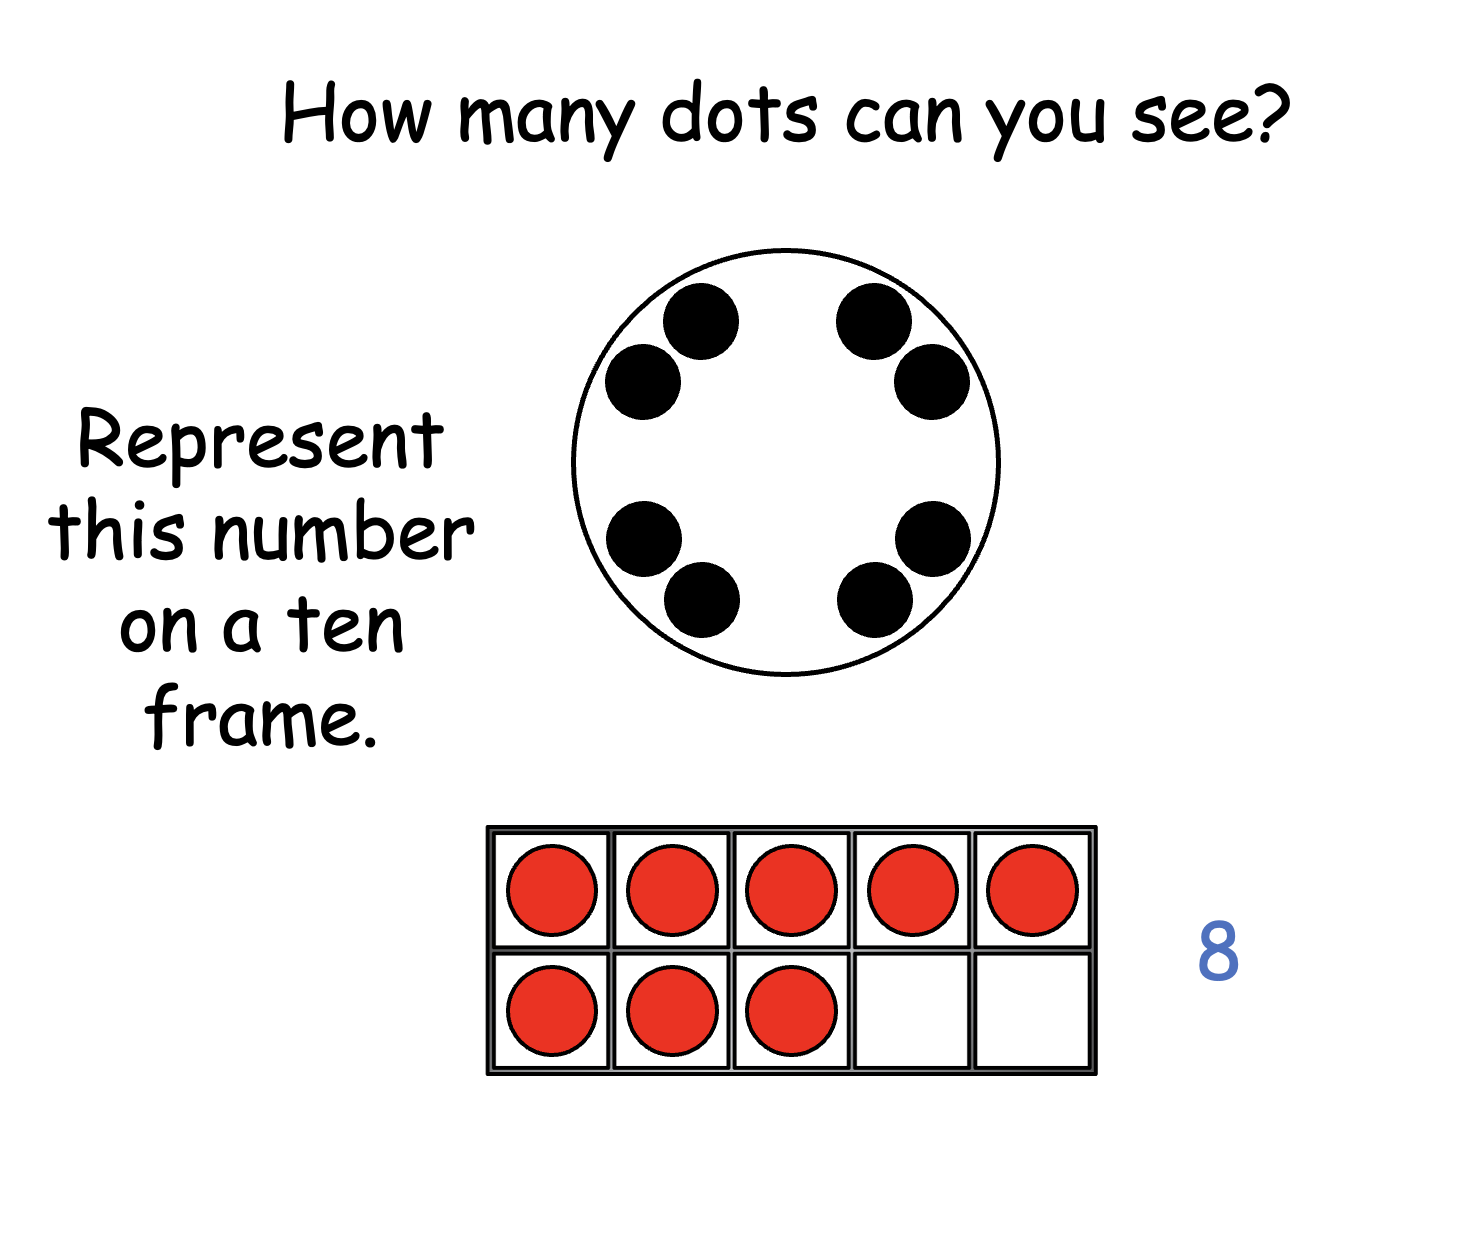 How many dots can you see?
Represent
this number
on a ten
frame.
8